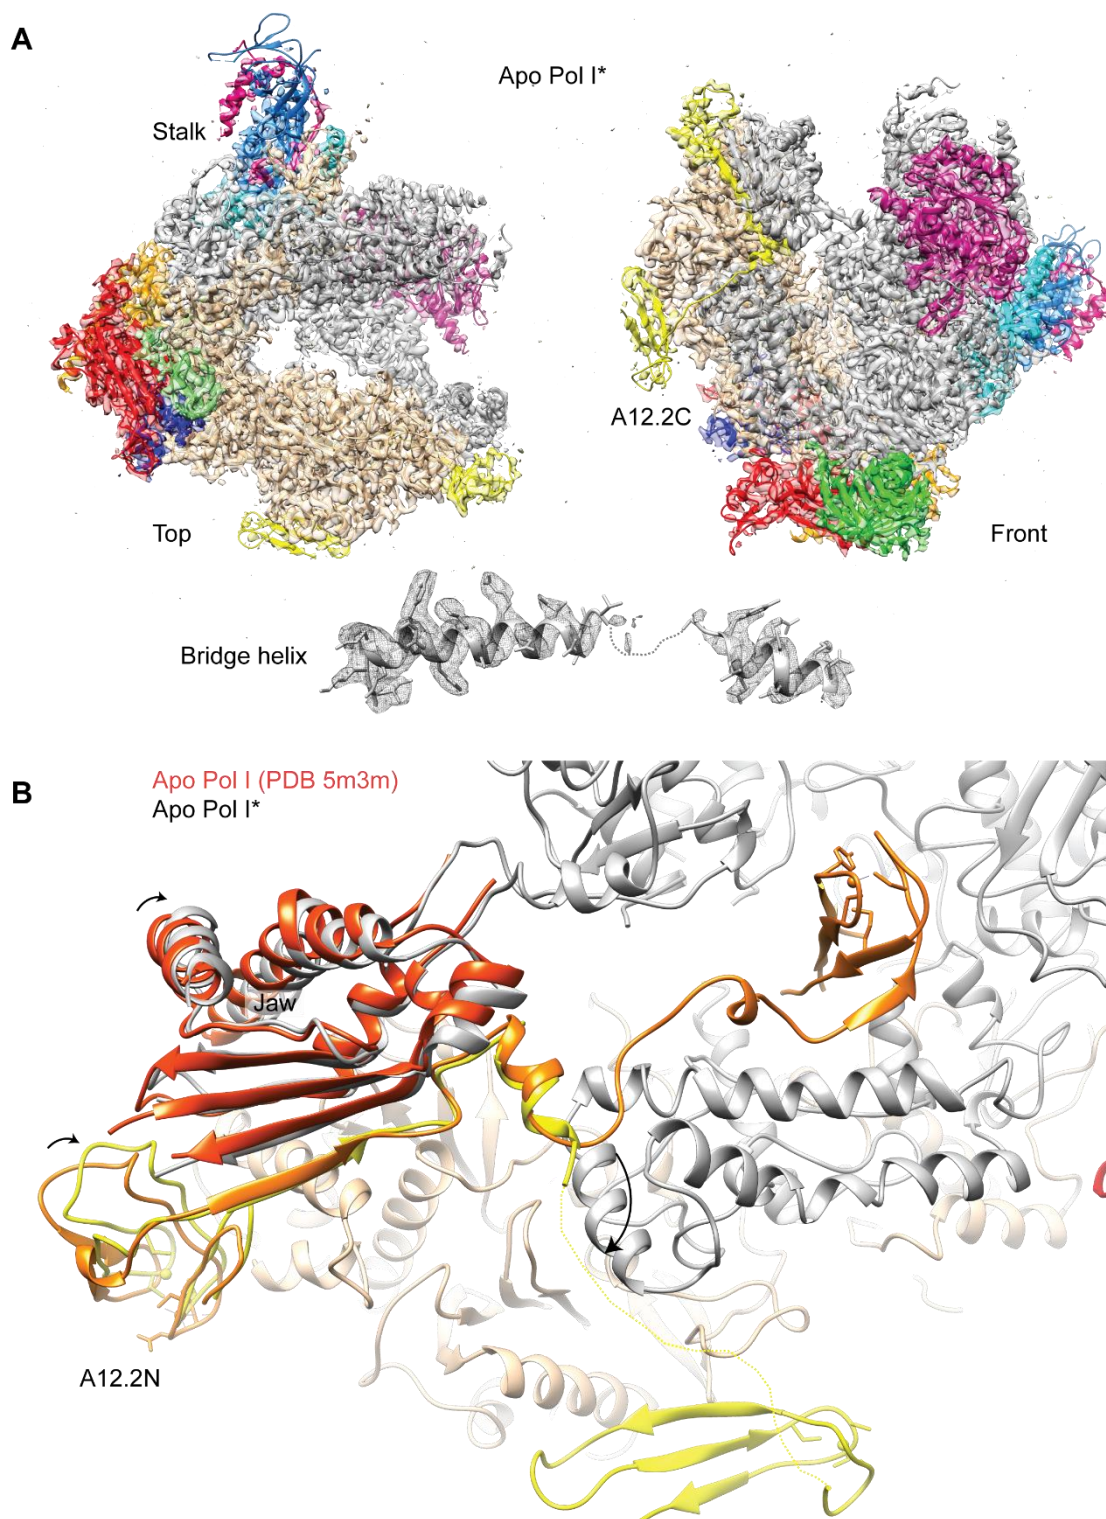 A
Apo Pol I*
Stalk
A12.2C
Top
Front
Bridge helix
B
Apo Pol I (PDB 5m3m)
Apo Pol I*
Jaw
A12.2N